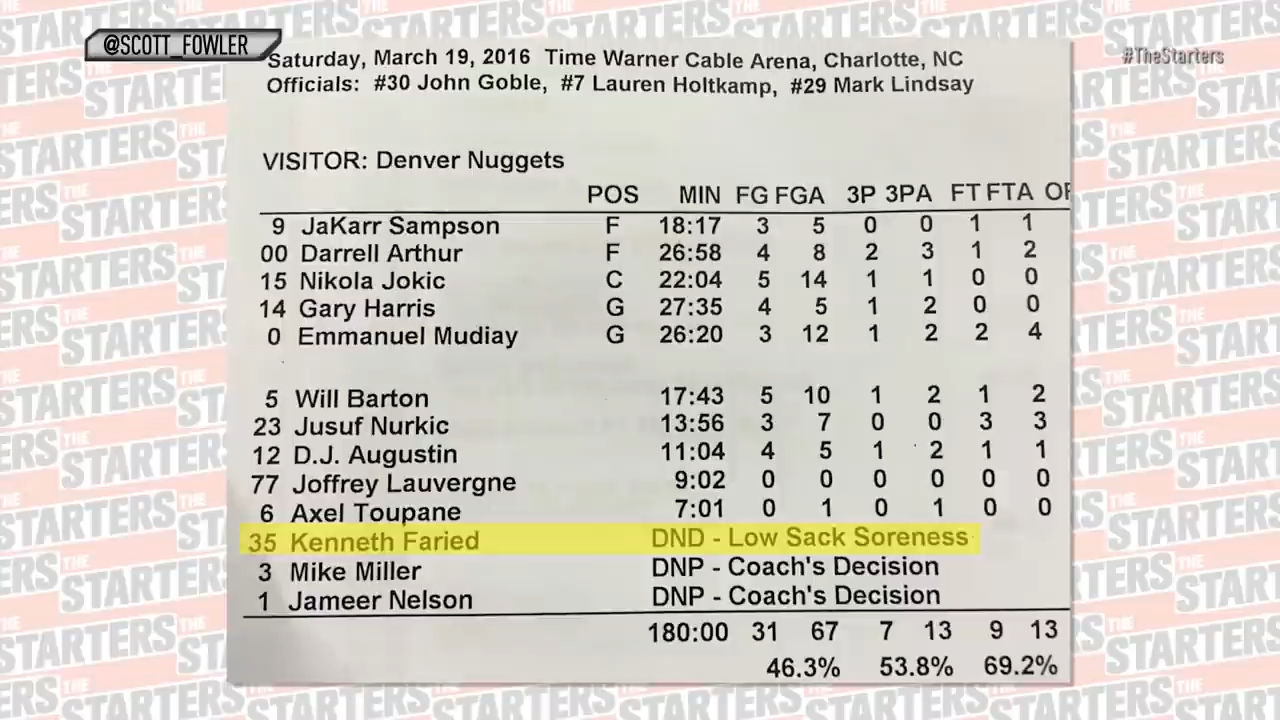 @SCOTT_FOWLER
#TheStarters
Saturday, March 19, 2016 Time Warner Cable Arena, Charlotte, NC
Officials: #30 John Goble, #7 Lauren Holtkamp, #29 Mark Lindsay
VISITOR: Denver Nuggets
POS MIN FG FGA 3P 3PA FT FTA OF
9 JaKarr Sampson F 18:17 3 5 0 0 1 1
00 Darrell Arthur F 26:58 4 8 2 3 1 2
15 Nikola Jokic C 22:04 5 14 1 1 0 0
14 Gary Harris G 27:35 4 5 1 2 0 0
0 Emmanuel Mudiay G 26:20 3 12 1 2 2 4
5 Will Barton 17:43 5 10 1 2 1 2
23 Jusuf Nurkic 13:56 3 7 0 0 3 3
12 D.J. Augustin 11:04 4 5 1 2 1 1
77 Joffrey Lauvergne 9:02 0 0 0 0 0 0
6 Axel Toupane 7:01 0 1 0 1 0 0
35 Kenneth Faried DND - Low Sack Soreness
3 Mike Miller DNP - Coach's Decision
1 Jameer Nelson DNP - Coach's Decision
180:00 31 67 7 13 9 13
46.3% 53.8% 69.2%
THE STARTERS